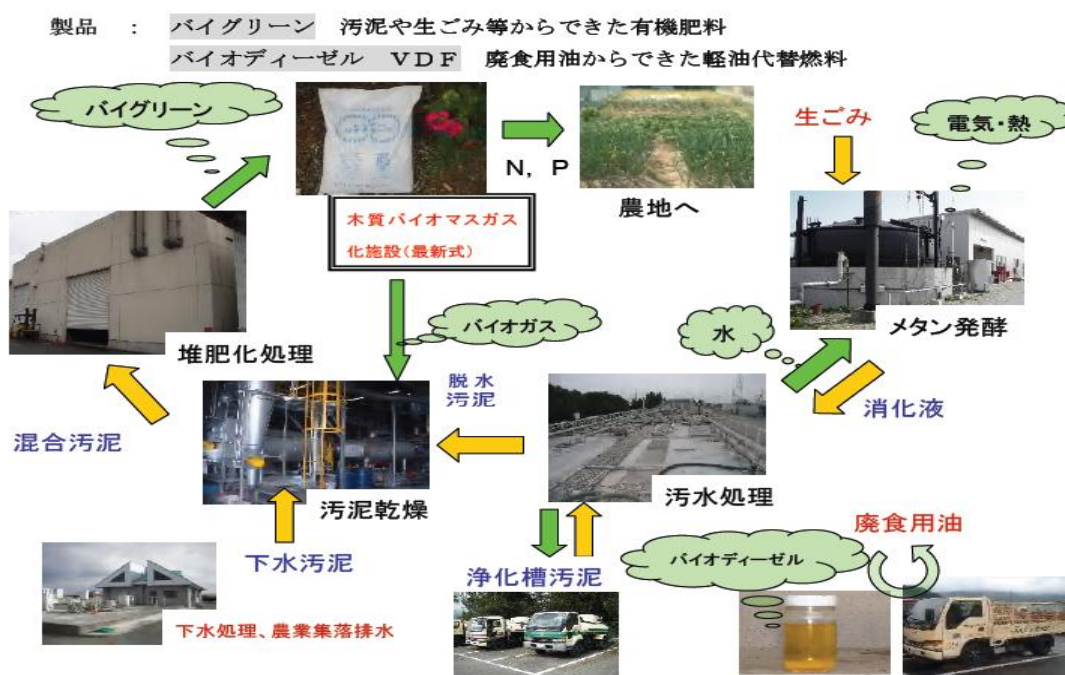 製品 : バイグリーン 汚泥や生ごみ等からできた有機肥料
バイオディーゼル VDF 廃食用油からできた軽油代替燃料
バイグリーン
N, P
農地へ
生ごみ
電気・熱
木質バイオマスガス
化施設(最新式)
堆肥化処理
バイオガス
水
メタン発酵
脱水
汚泥
消化液
混合汚泥
汚泥乾燥
汚水処理
下水汚泥
浄化槽汚泥
バイオディーゼル
廃食用油
下水処理、農業集落排水